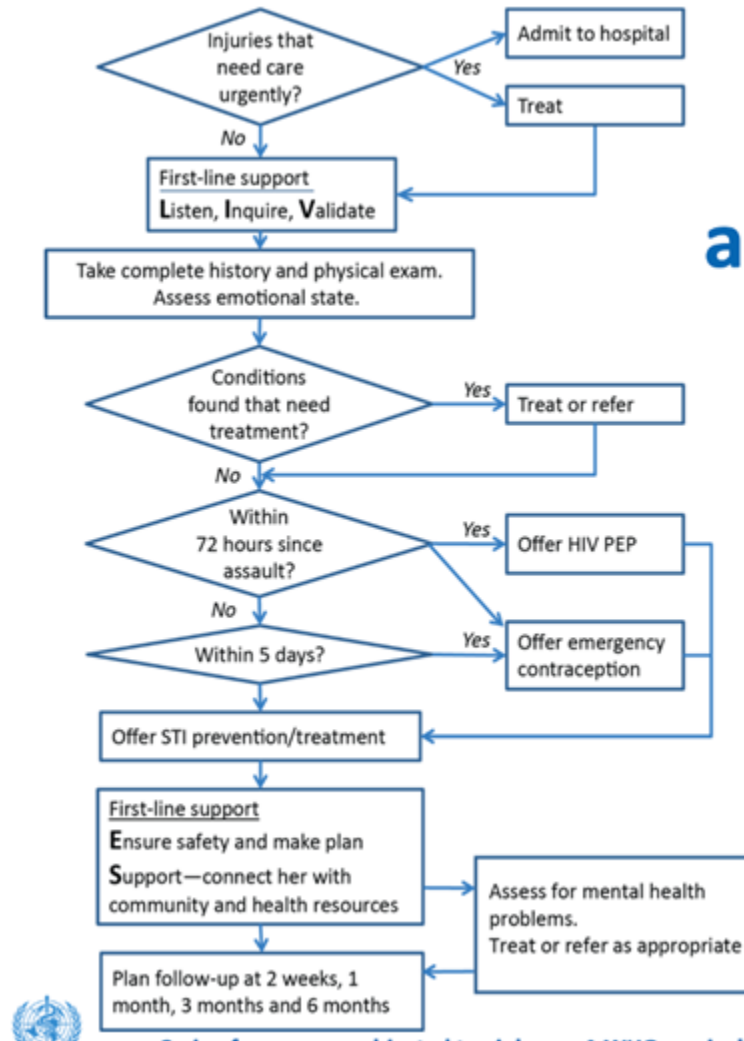 Injuries that
need care
urgently?
Yes
Admit to hospital
Treat
No
First-line support
Listen, Inquire, Validate
a
Take complete history and physical exam.
Assess emotional state.
Conditions
found that need
treatment?
Yes
Treat or refer
No
Within
72 hours since
assault?
Yes
Offer HIV PEP
No
Within 5 days?
Yes
Offer emergency
contraception
Offer STI prevention/treatment
First-line support
Ensure safety and make plan
Support—connect her with
community and health resources
Assess for mental health
problems.
Treat or refer as appropriate
Plan follow-up at 2 weeks, 1
month, 3 months and 6 months